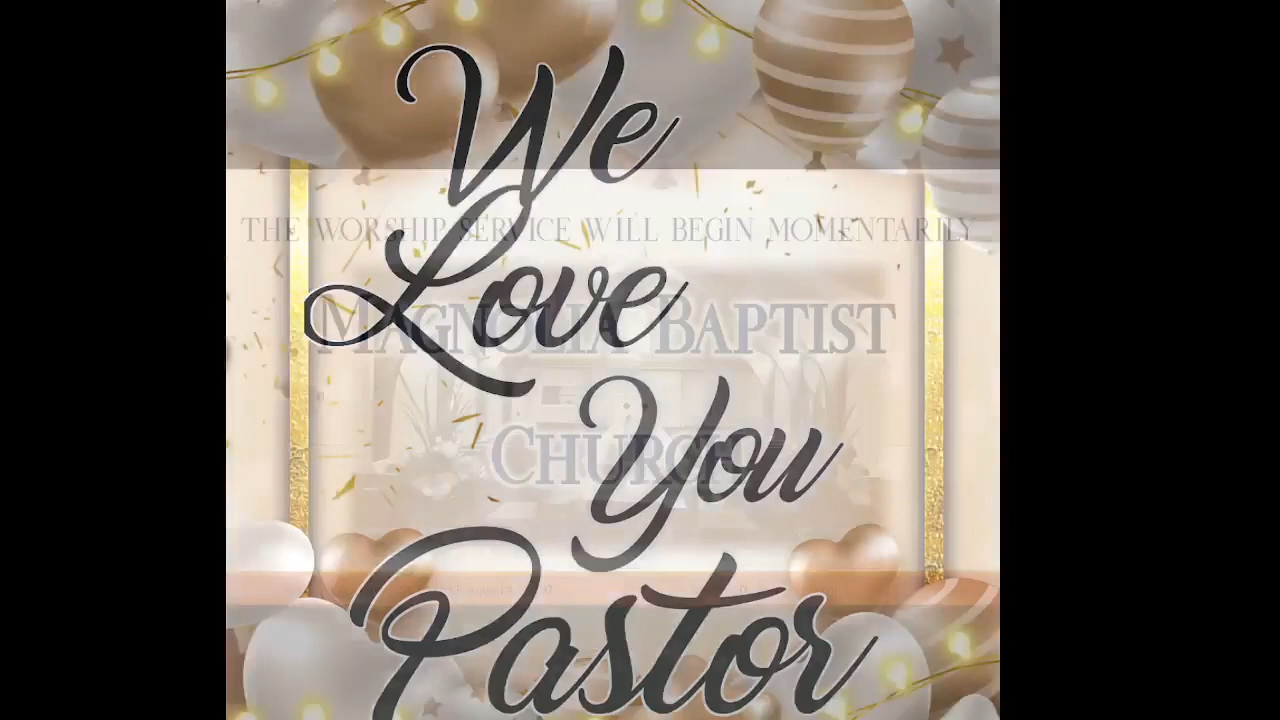 We
THE WORSHIP SERVICE WILL BEGIN MOMENTARILY
Love
MAGNOLIA BAPTIST
You
CHURCH
Pastor